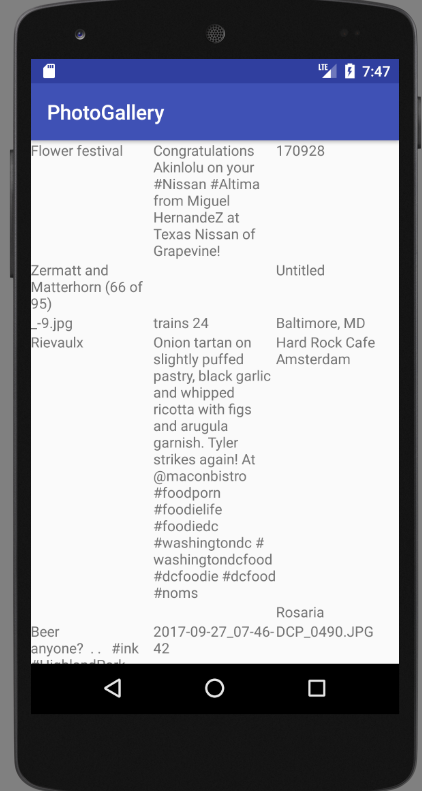 LTE 7:47
PhotoGallery
Flower festival
Congratulations
Akinlolu on your
#Nissan #Altima
from Miguel
HernandeZ at
Texas Nissan of
Grapevine!
170928
Zermatt and
Matterhorn (66 of
95)
Untitled
_-9.jpg
trains 24
Baltimore, MD
Rievaulx
Onion tartan on
slightly puffed
pastry, black garlic
and whipped
ricotta with figs
and arugula
garnish. Tyler
strikes again! At
@maconbistro
#foodporn
#foodielife
#foodiedc
#washingtondc #
washingtondcfood
#dcfoodie #dcfood
#noms
Hard Rock Cafe
Amsterdam
Rosaria
Beer
anyone? . . #ink
#HighlandPark
2017-09-27_07-46-
42
DCP_0490.JPG